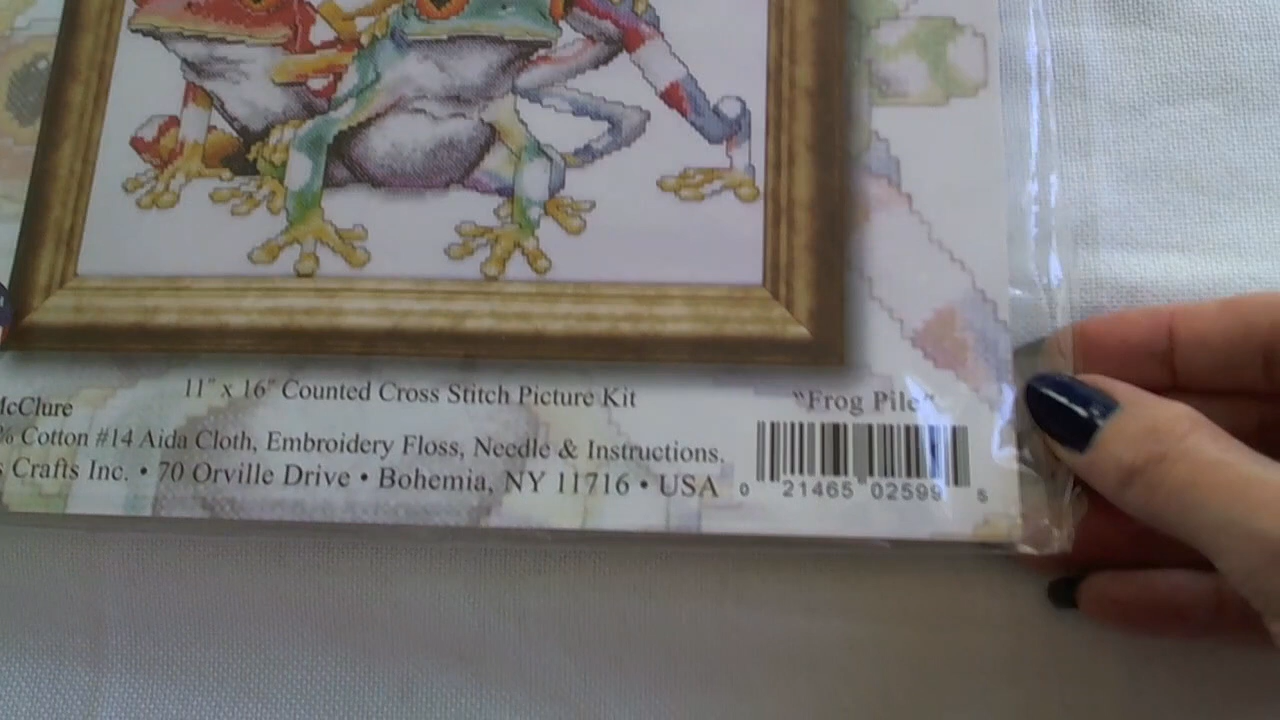 11" x 16" Counted Cross Stitch Picture Kit
"Frog Pile"
McClure
% Cotton #14 Aida Cloth, Embroidery Floss, Needle & Instructions.
s Crafts Inc. • 70 Orville Drive • Bohemia, NY 11716 • USA
0 21465 02599 5